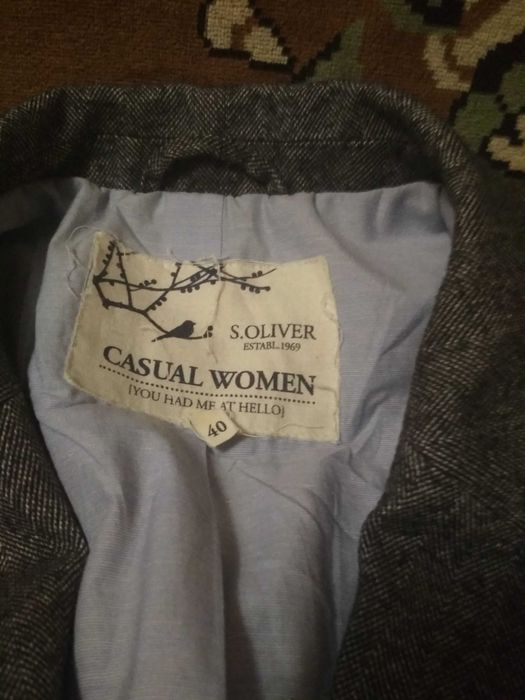 S.OLIVER
ESTABL.1969
CASUAL WOMEN
{YOU HAD ME AT HELLO}
40